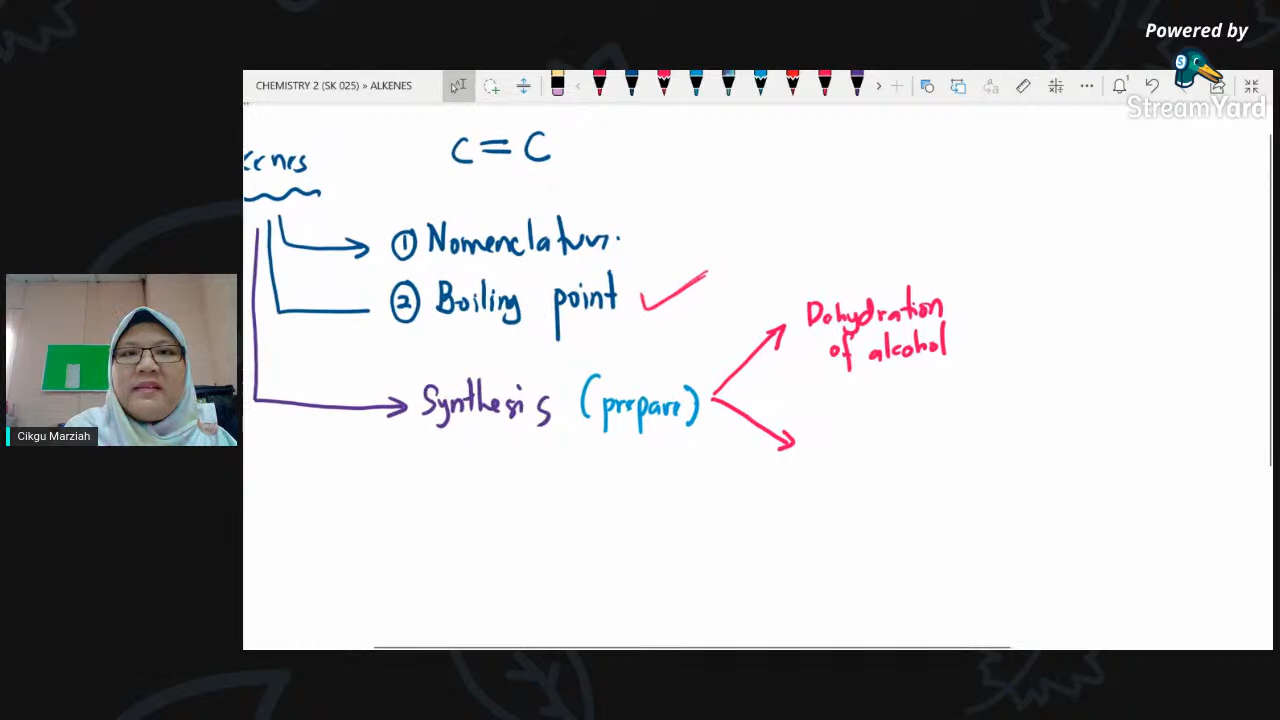 Powered by
StreamYard
CHEMISTRY 2 (SK 025) » ALKENES
C = C
① Nomenclature.
② Boiling point ✓
Dehydration
of alcohol
Synthesis (prepare)
Cikgu Marziah